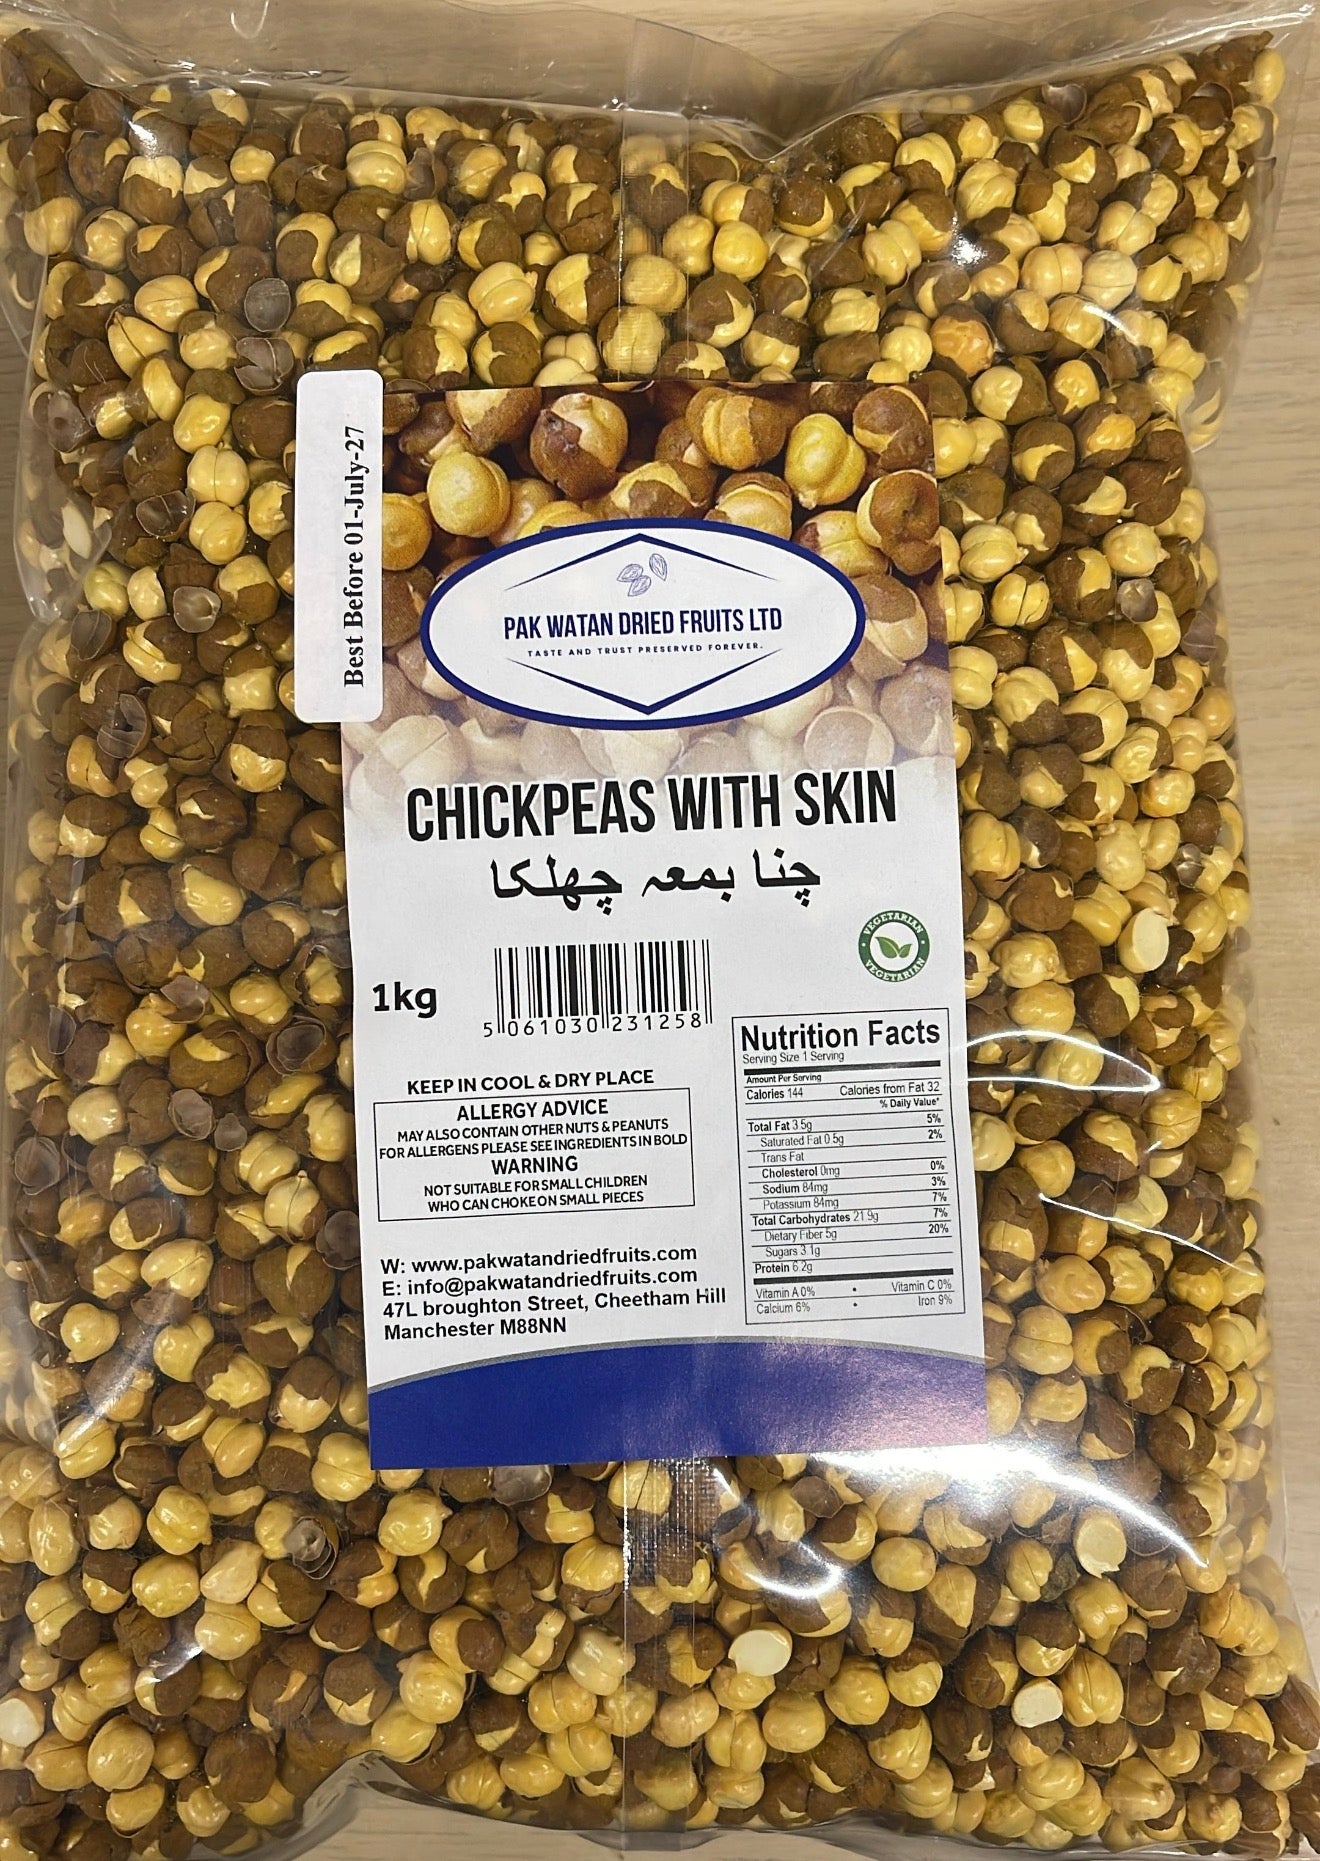 Best Before 01-July-27
PAK WATAN DRIED FRUITS LTD
TASTE AND TRUST PRESERVED FOREVER.
CHICKPEAS WITH SKIN
چنا بمعہ چھلکا
VEGETARIAN
VEGETARIAN
1kg
5 061030 231258
KEEP IN COOL & DRY PLACE
ALLERGY ADVICE
MAY ALSO CONTAIN OTHER NUTS & PEANUTS
FOR ALLERGENS PLEASE SEE INGREDIENTS IN BOLD
WARNING
NOT SUITABLE FOR SMALL CHILDREN
WHO CAN CHOKE ON SMALL PIECES
W: www.pakwatandriedfruits.com
E: info@pakwatandriedfruits.com
47L broughton Street, Cheetham Hill
Manchester M88NN
Nutrition Facts
Serving Size 1 Serving
Amount Per Serving
Calories 144 Calories from Fat 32
% Daily Value*
Total Fat 3.5g 5%
Saturated Fat 0.5g 2%
Trans Fat
Cholesterol 0mg 0%
Sodium 84mg 3%
Potassium 84mg 7%
Total Carbohydrates 21.9g 7%
Dietary Fiber 5g 20%
Sugars 3.1g
Protein 6.2g
Vitamin A 0% • Vitamin C 0%
Calcium 6% • Iron 9%